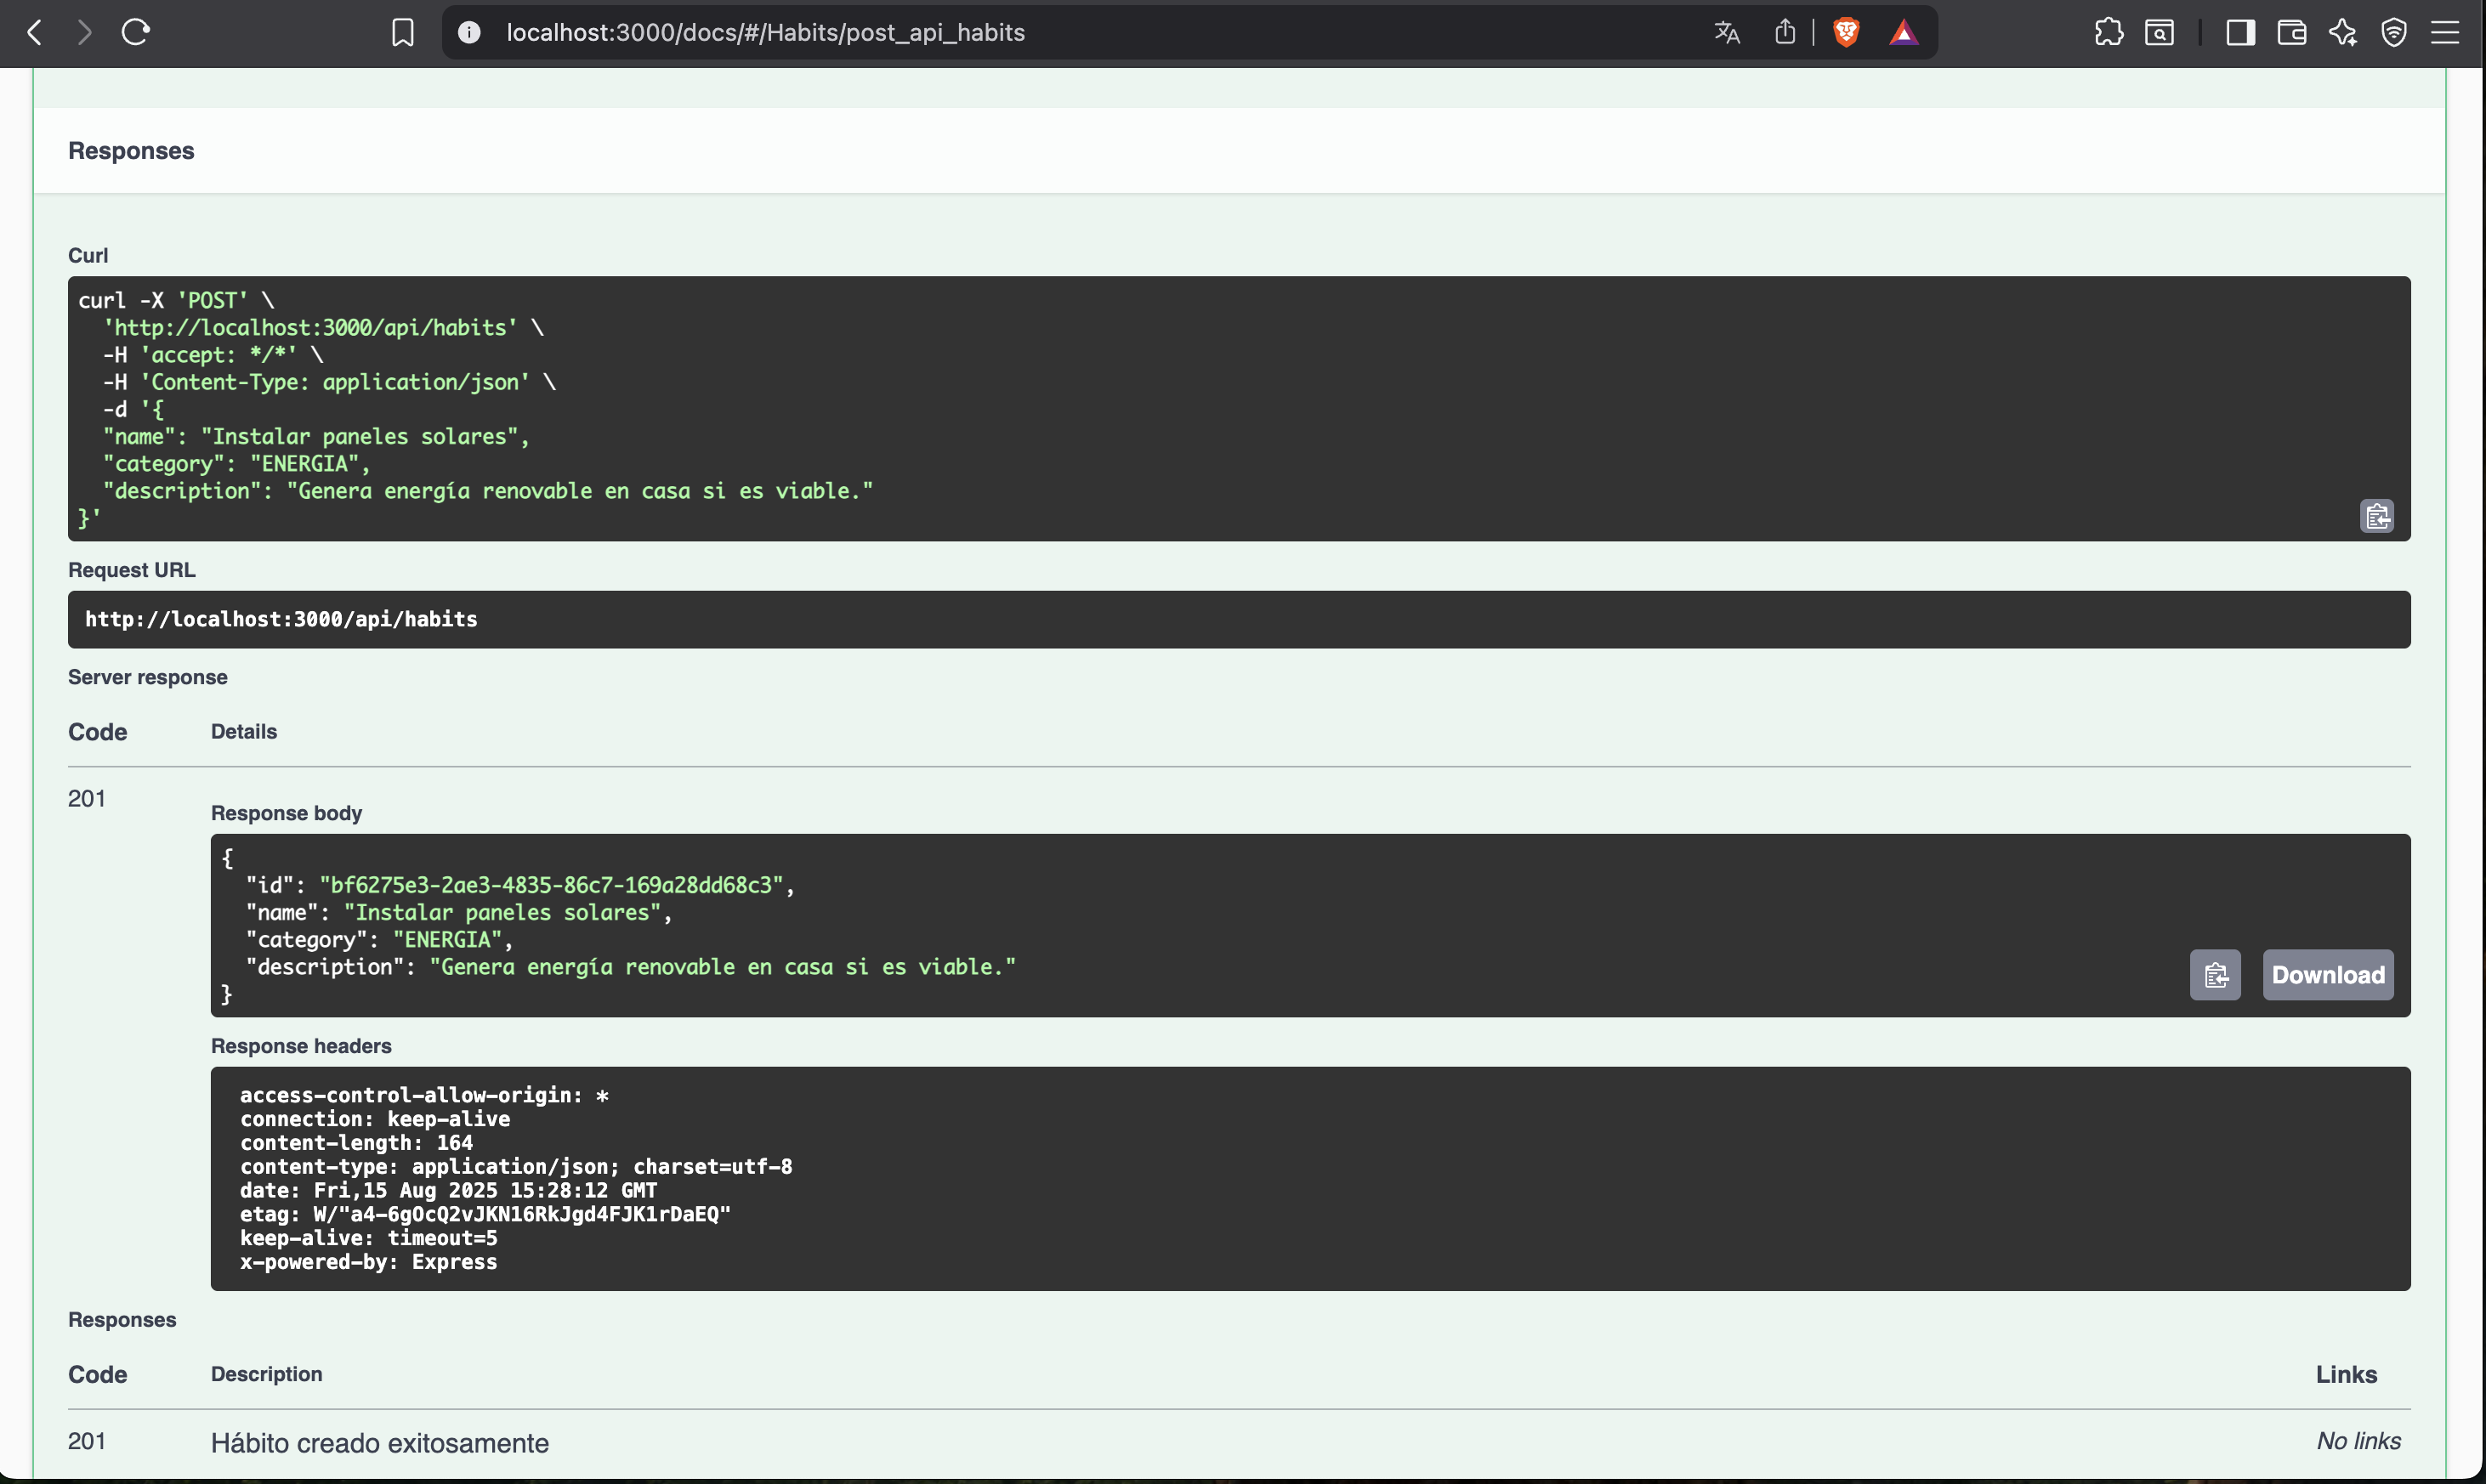 localhost:3000/docs/#/Habits/post_api_habits
Responses
Curl
curl -X 'POST' \
'http://localhost:3000/api/habits' \
-H 'accept: */*' \
-H 'Content-Type: application/json' \
-d '{
"name": "Instalar paneles solares",
"category": "ENERGIA",
"description": "Genera energía renovable en casa si es viable."
}'
Request URL
http://localhost:3000/api/habits
Server response
Code Details
201
Response body
{
"id": "bf6275e3-2ae3-4835-86c7-169a28dd68c3",
"name": "Instalar paneles solares",
"category": "ENERGIA",
"description": "Genera energía renovable en casa si es viable."
}
Download
Response headers
access-control-allow-origin: *
connection: keep-alive
content-length: 164
content-type: application/json; charset=utf-8
date: Fri,15 Aug 2025 15:28:12 GMT
etag: W/"a4-6gOcQ2vJKN16RkJgd4FJK1rDaEQ"
keep-alive: timeout=5
x-powered-by: Express
Responses
Code Description Links
201 Hábito creado exitosamente No links